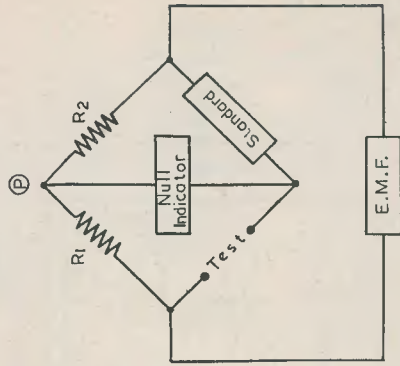 P
R1
R2
Null
Indicator
Standard
Test
E.M.F.